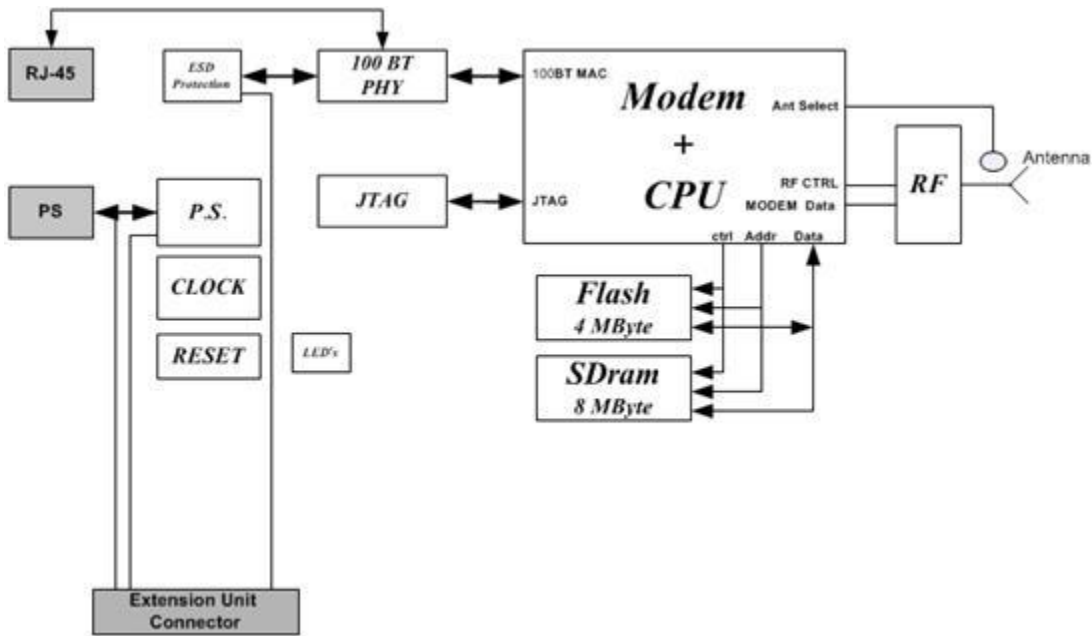 RJ-45
ESD
Protection
100 BT
PHY
100BT MAC
Modem
+
CPU
Ant Select
RF CTRL
MODEM Data
JTAG
ctrl Addr Data
RF
Antenna
PS
P.S.
JTAG
CLOCK
RESET
LED's
Flash
4 MByte
SDram
8 MByte
Extension Unit
Connector